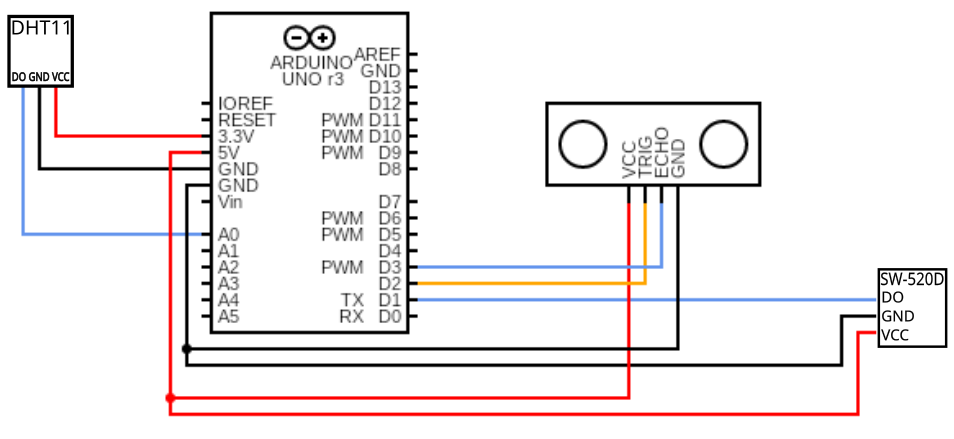 DHT11
DO GND VCC
ARDUINO
UNO r3
IOREF
RESET
3.3V
5V
GND
GND
Vin
A0
A1
A2
A3
A4
A5
AREF
GND
D13
D12
PWM D11
PWM D10
PWM D9
D8
D7
PWM D6
PWM D5
D4
PWM D3
D2
TX D1
RX D0
VCC
TRIG
ECHO
GND
SW-520D
DO
GND
VCC